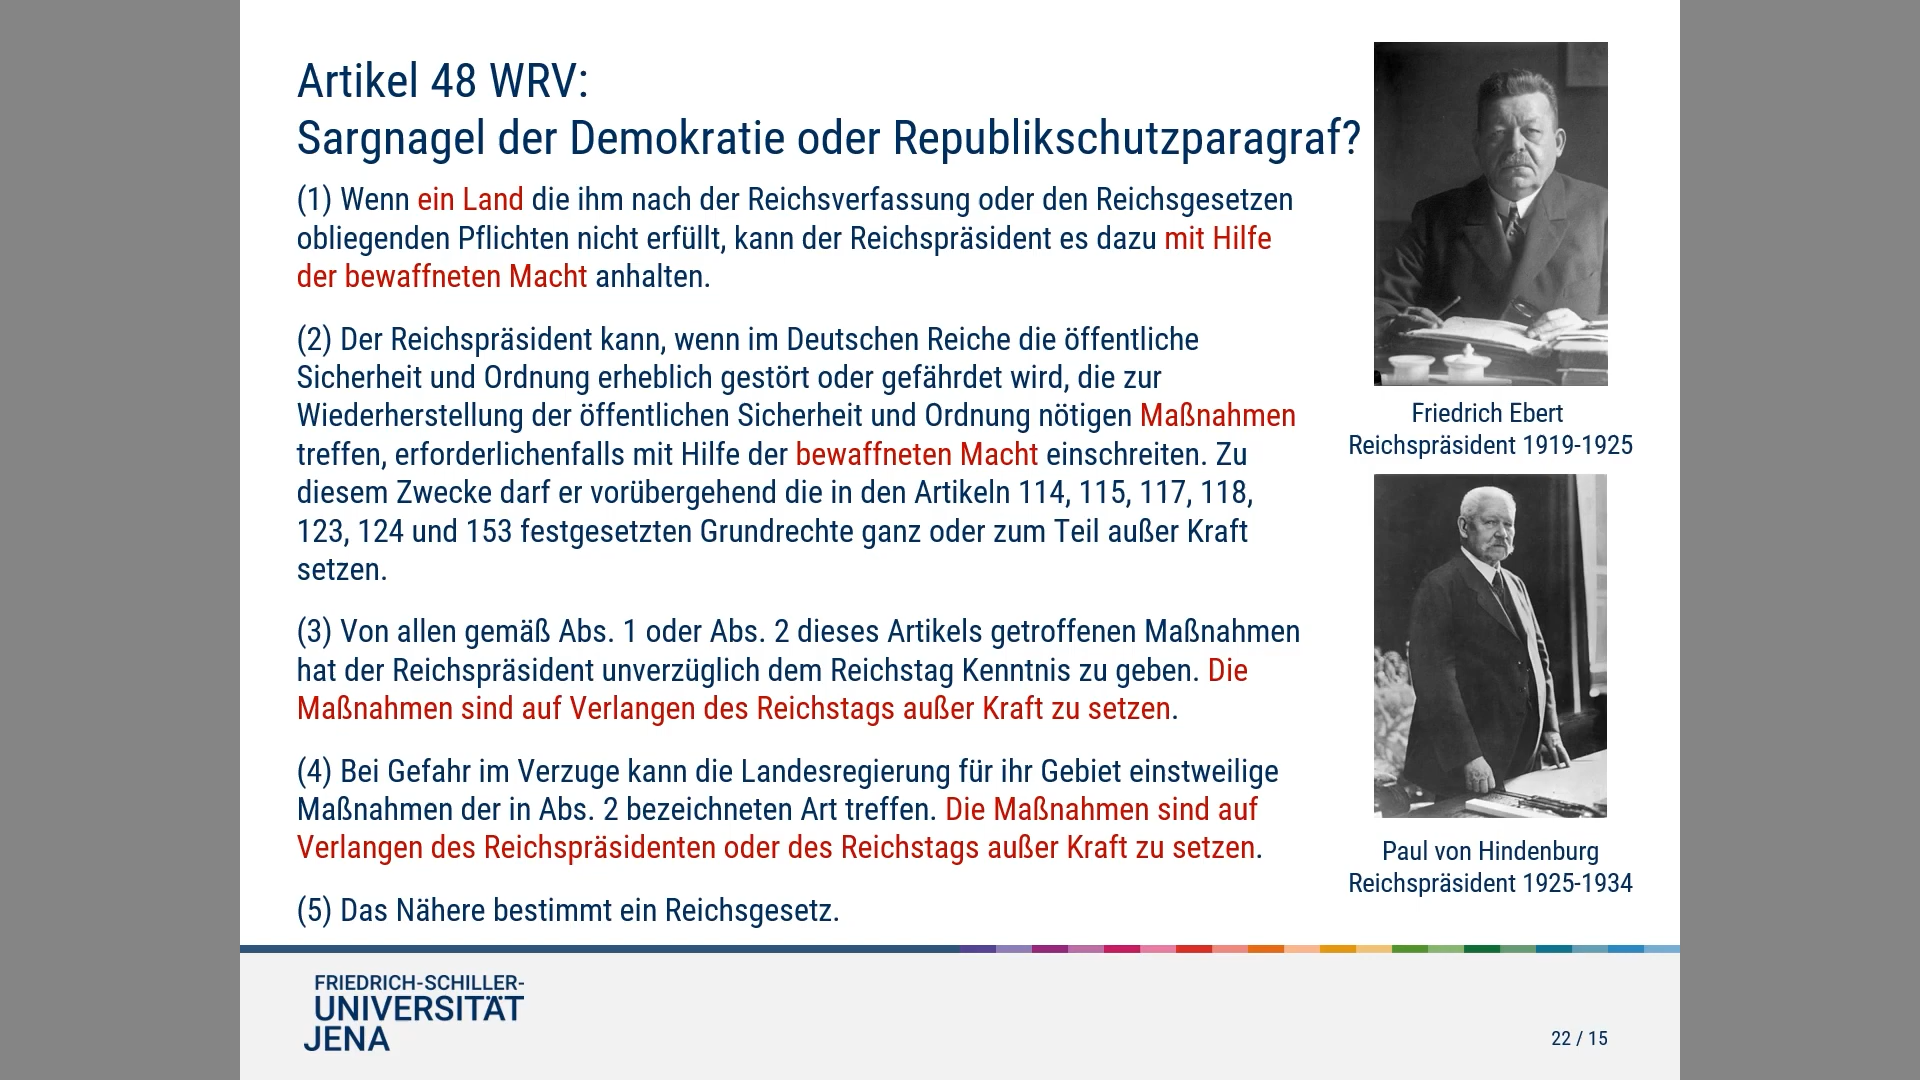 Artikel 48 WRV:
Sargnagel der Demokratie oder Republikschutzparagraf?
(1) Wenn ein Land die ihm nach der Reichsverfassung oder den Reichsgesetzen
obliegenden Pflichten nicht erfüllt, kann der Reichspräsident es dazu mit Hilfe
der bewaffneten Macht anhalten.
(2) Der Reichspräsident kann, wenn im Deutschen Reiche die öffentliche
Sicherheit und Ordnung erheblich gestört oder gefährdet wird, die zur
Wiederherstellung der öffentlichen Sicherheit und Ordnung nötigen Maßnahmen
treffen, erforderlichenfalls mit Hilfe der bewaffneten Macht einschreiten. Zu
diesem Zwecke darf er vorübergehend die in den Artikeln 114, 115, 117, 118,
123, 124 und 153 festgesetzten Grundrechte ganz oder zum Teil außer Kraft
setzen.
(3) Von allen gemäß Abs. 1 oder Abs. 2 dieses Artikels getroffenen Maßnahmen
hat der Reichspräsident unverzüglich dem Reichstag Kenntnis zu geben. Die
Maßnahmen sind auf Verlangen des Reichstags außer Kraft zu setzen.
(4) Bei Gefahr im Verzuge kann die Landesregierung für ihr Gebiet einstweilige
Maßnahmen der in Abs. 2 bezeichneten Art treffen. Die Maßnahmen sind auf
Verlangen des Reichspräsidenten oder des Reichstags außer Kraft zu setzen.
(5) Das Nähere bestimmt ein Reichsgesetz.
Friedrich Ebert
Reichspräsident 1919-1925
Paul von Hindenburg
Reichspräsident 1925-1934
FRIEDRICH-SCHILLER-
UNIVERSITÄT
JENA
22 / 15